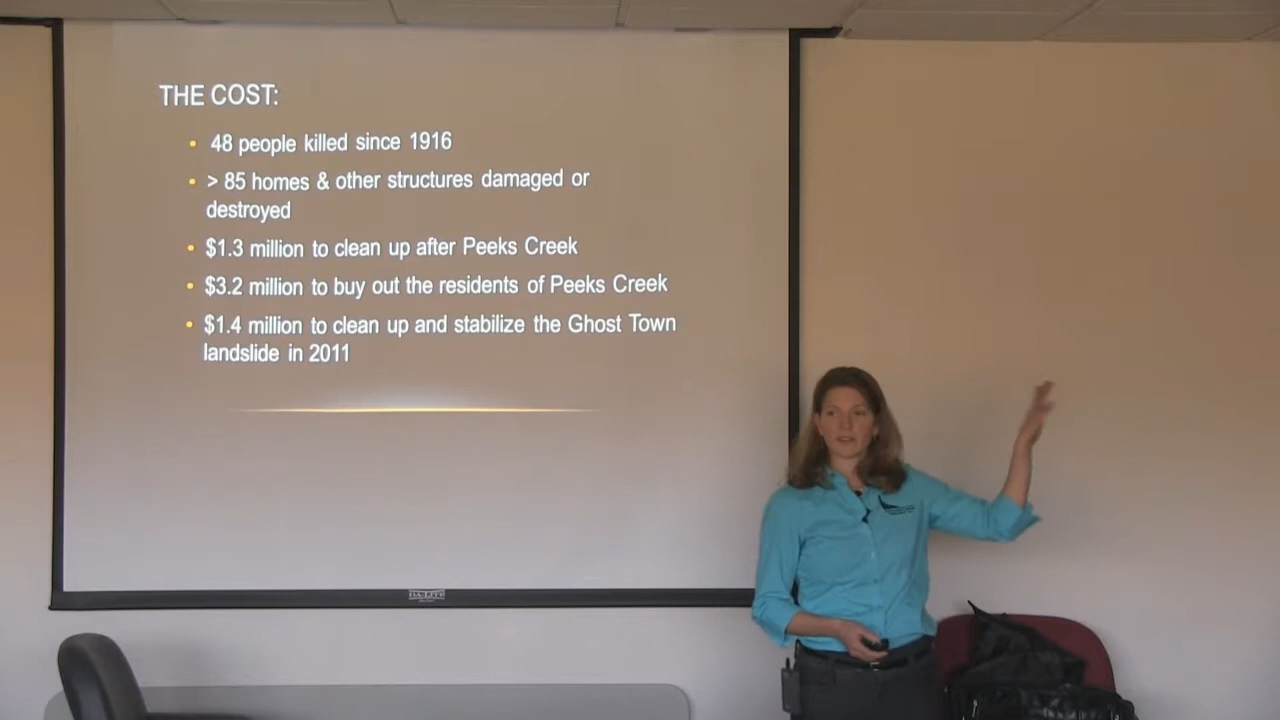 THE COST:
• 48 people killed since 1916
• > 85 homes & other structures damaged or
destroyed
• $1.3 million to clean up after Peeks Creek
• $3.2 million to buy out the residents of Peeks Creek
• $1.4 million to clean up and stabilize the Ghost Town
landslide in 2011
DA-LITE